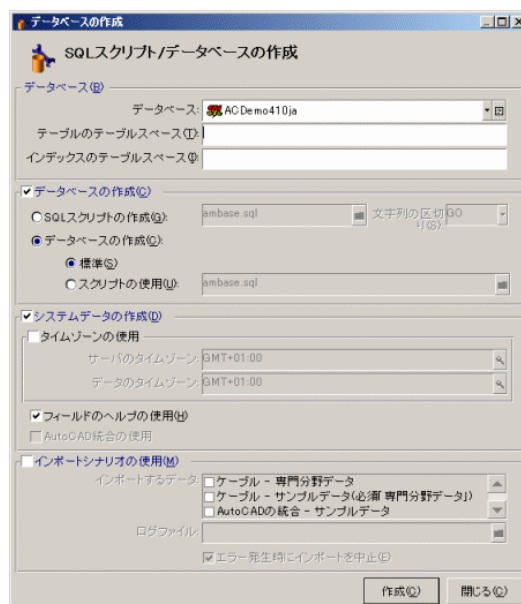 データベースの作成
SQLスクリプト/データベースの作成
データベース(B)
データベース: ACDemo410ja
テーブルのテーブルスペース(T):
インデックスのテーブルスペース(I):
データベースの作成(C)
SQLスクリプトの作成(G): ambase.sql 文字列の区切り(S): GO
データベースの作成(C):
標準(S)
スクリプトの使用(U): ambase.sql
システムデータの作成(D)
タイムゾーンの使用
サーバのタイムゾーン: GMT+01:00
データのタイムゾーン: GMT+01:00
フィールドのヘルプの使用(H)
AutoCAD統合の使用
インポートシナリオの使用(M)
インポートするデータ: ケーブル - 専門分野データ
ケーブル - サンプルデータ(必須｢専門分野データ｣)
AutoCADの統合 - サンプルデータ
ログファイル:
エラー発生時にインポートを中止(E)
作成(C) 閉じる(C)